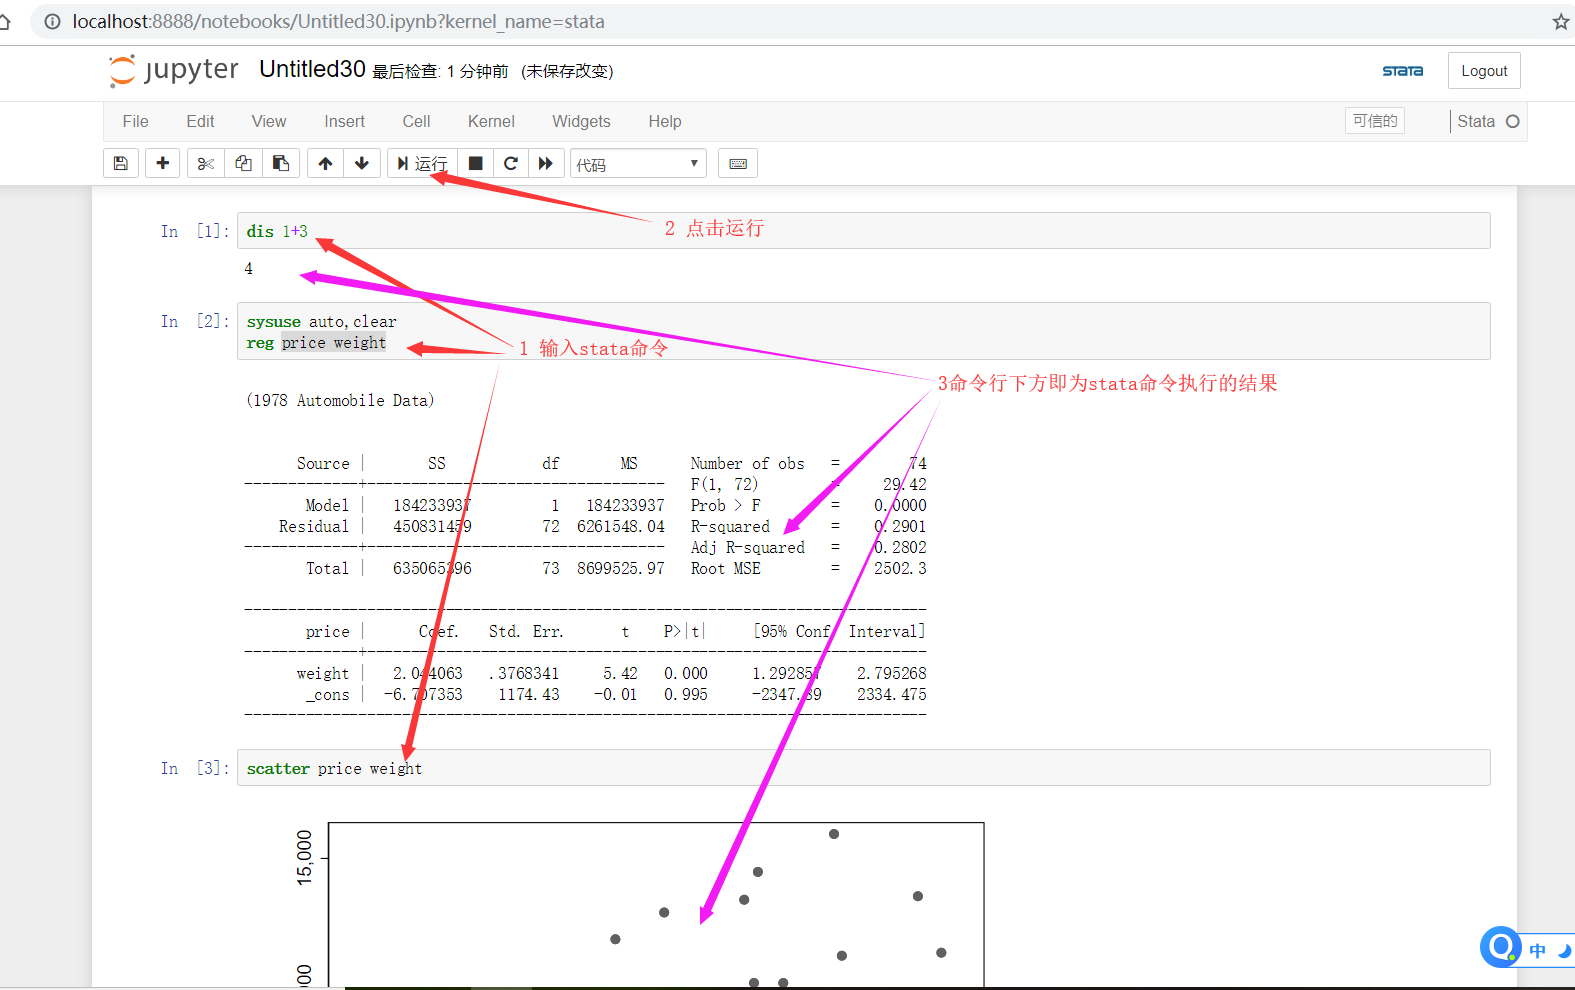 localhost:8888/notebooks/Untitled30.ipynb?kernel_name=stata
jupyter Untitled30 最后检查: 1 分钟前 (未保存改变) STATA Logout
File Edit View Insert Cell Kernel Widgets Help 可信的 Stata
运行 代码
2 点击运行
In [1]: dis 1+3
4
In [2]: sysuse auto,clear
reg price weight
1 输入stata命令
3命令行下方即为stata命令执行的结果
(1978 Automobile Data)
Source | SS df MS Number of obs = 74
-------------+---------------------------------- F(1, 72) = 29.42
Model | 184233937 1 184233937 Prob > F = 0.0000
Residual | 450831459 72 6261548.04 R-squared = 0.2901
-------------+---------------------------------- Adj R-squared = 0.2802
Total | 635065396 73 8699525.97 Root MSE = 2502.3
------------------------------------------------------------------------------
price | Coef. Std. Err. t P>|t| [95% Conf. Interval]
-------------+----------------------------------------------------------------
weight | 2.044063 .3768341 5.42 0.000 1.292857 2.795268
_cons | -6.707353 1174.43 -0.01 0.995 -2347.89 2334.475
------------------------------------------------------------------------------
In [3]: scatter price weight
15,000
中